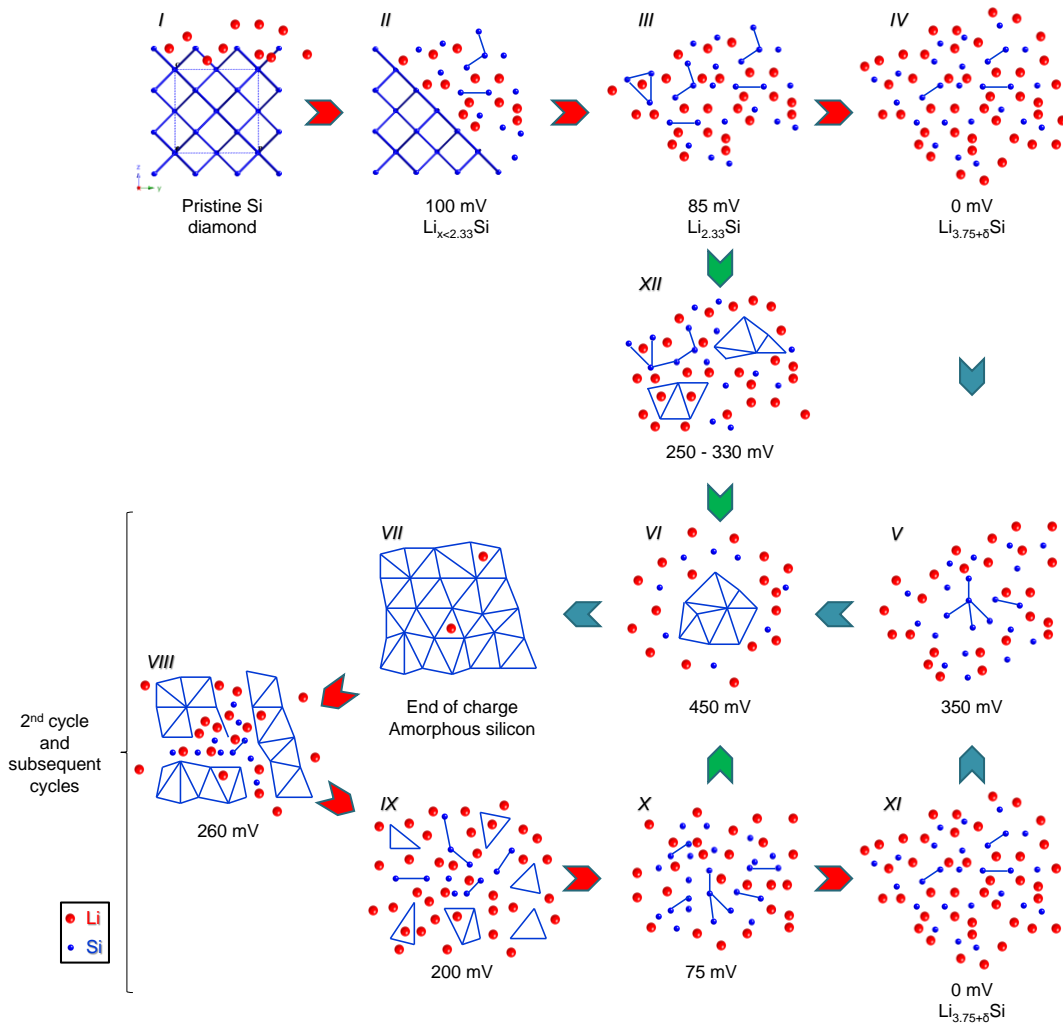 I
II
III
IV
z
y
Pristine Si
diamond
100 mV
Liₓ<2.33Si
85 mV
Li2.33Si
0 mV
Li3.75+δSi
XII
250 - 330 mV
VII
VI
V
End of charge
Amorphous silicon
450 mV
350 mV
2nd cycle
and
subsequent
cycles
VIII
260 mV
IX
X
XI
200 mV
75 mV
0 mV
Li3.75+δSi
Li
Si